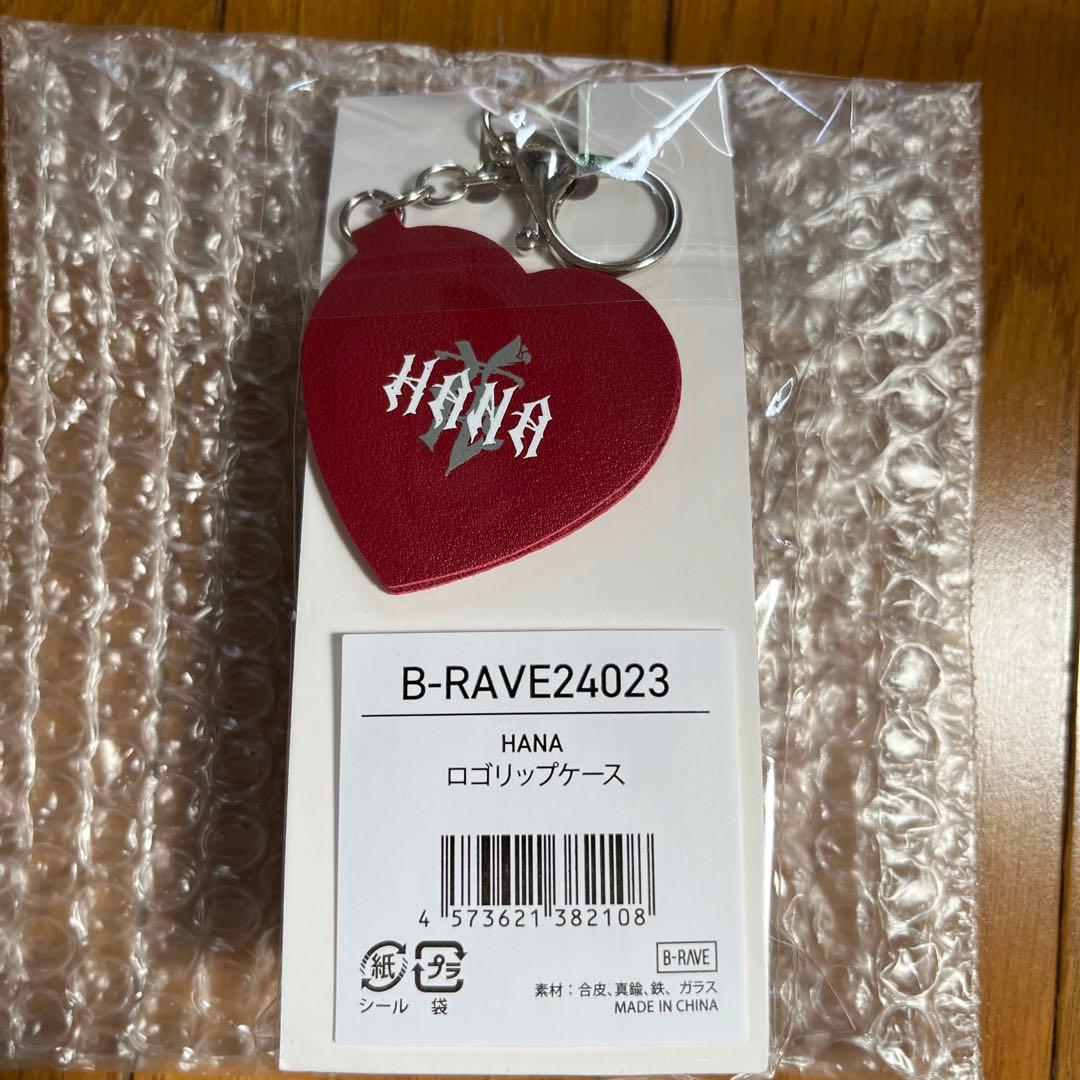 HANA
B-RAVE24023
HANA
ロゴリップケース
4 573621 382108
紙 プラ
シール 袋
B-RAVE
素材：合皮、真鍮、鉄、ガラス
MADE IN CHINA